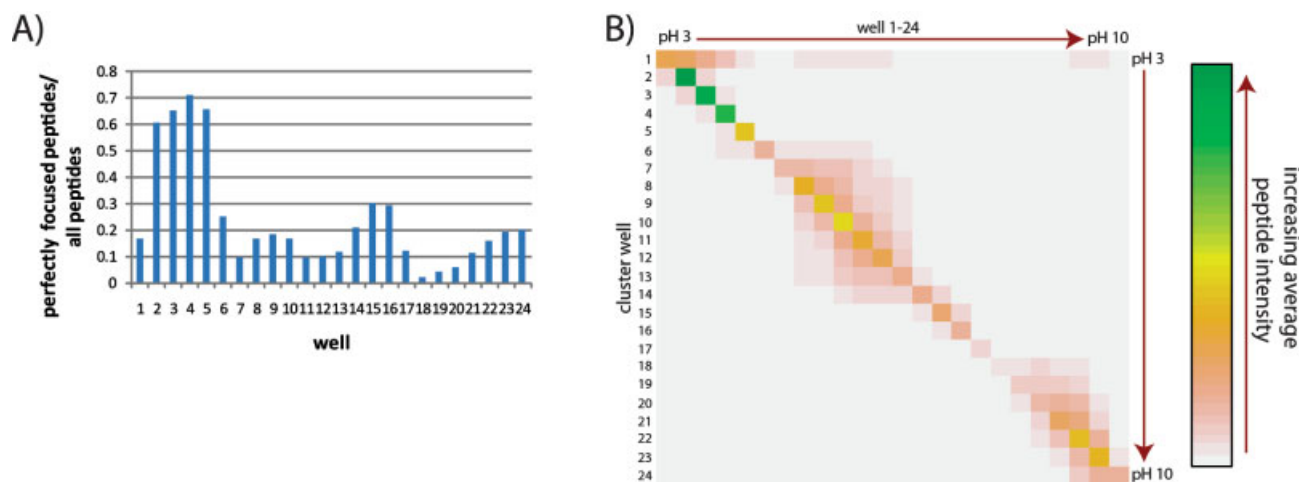 A)
0.8
0.7
0.6
0.5
0.4
0.3
0.2
0.1
0
perfectly focused peptides/
all peptides
1 2 3 4 5 6 7 8 9 10 11 12 13 14 15 16 17 18 19 20 21 22 23 24
well
B)
well 1-24
pH 3
pH 10
pH 3
1
2
3
4
5
6
7
8
9
10
11
12
13
14
15
16
17
18
19
20
21
22
23
24
cluster well
pH 10
increasing average
peptide intensity